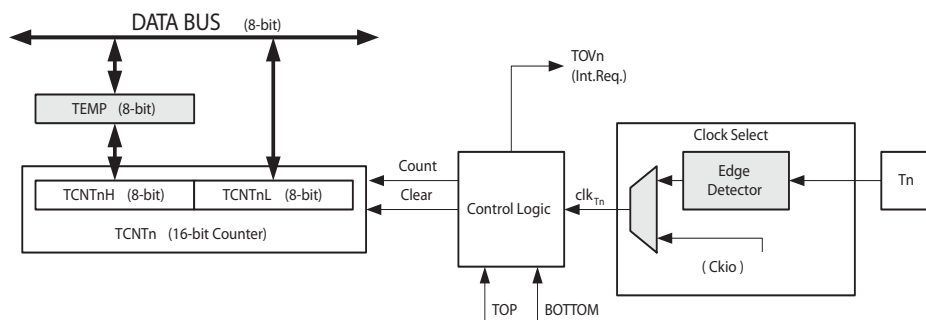 DATA BUS (8-bit)
TOVn
(Int.Req.)
TEMP (8-bit)
Clock Select
Count
Edge
Detector
Tn
TCNTnH (8-bit) TCNTnL (8-bit)
Clear
Control Logic
clkTn
TCNTn (16-bit Counter)
( Ckio )
TOP
BOTTOM